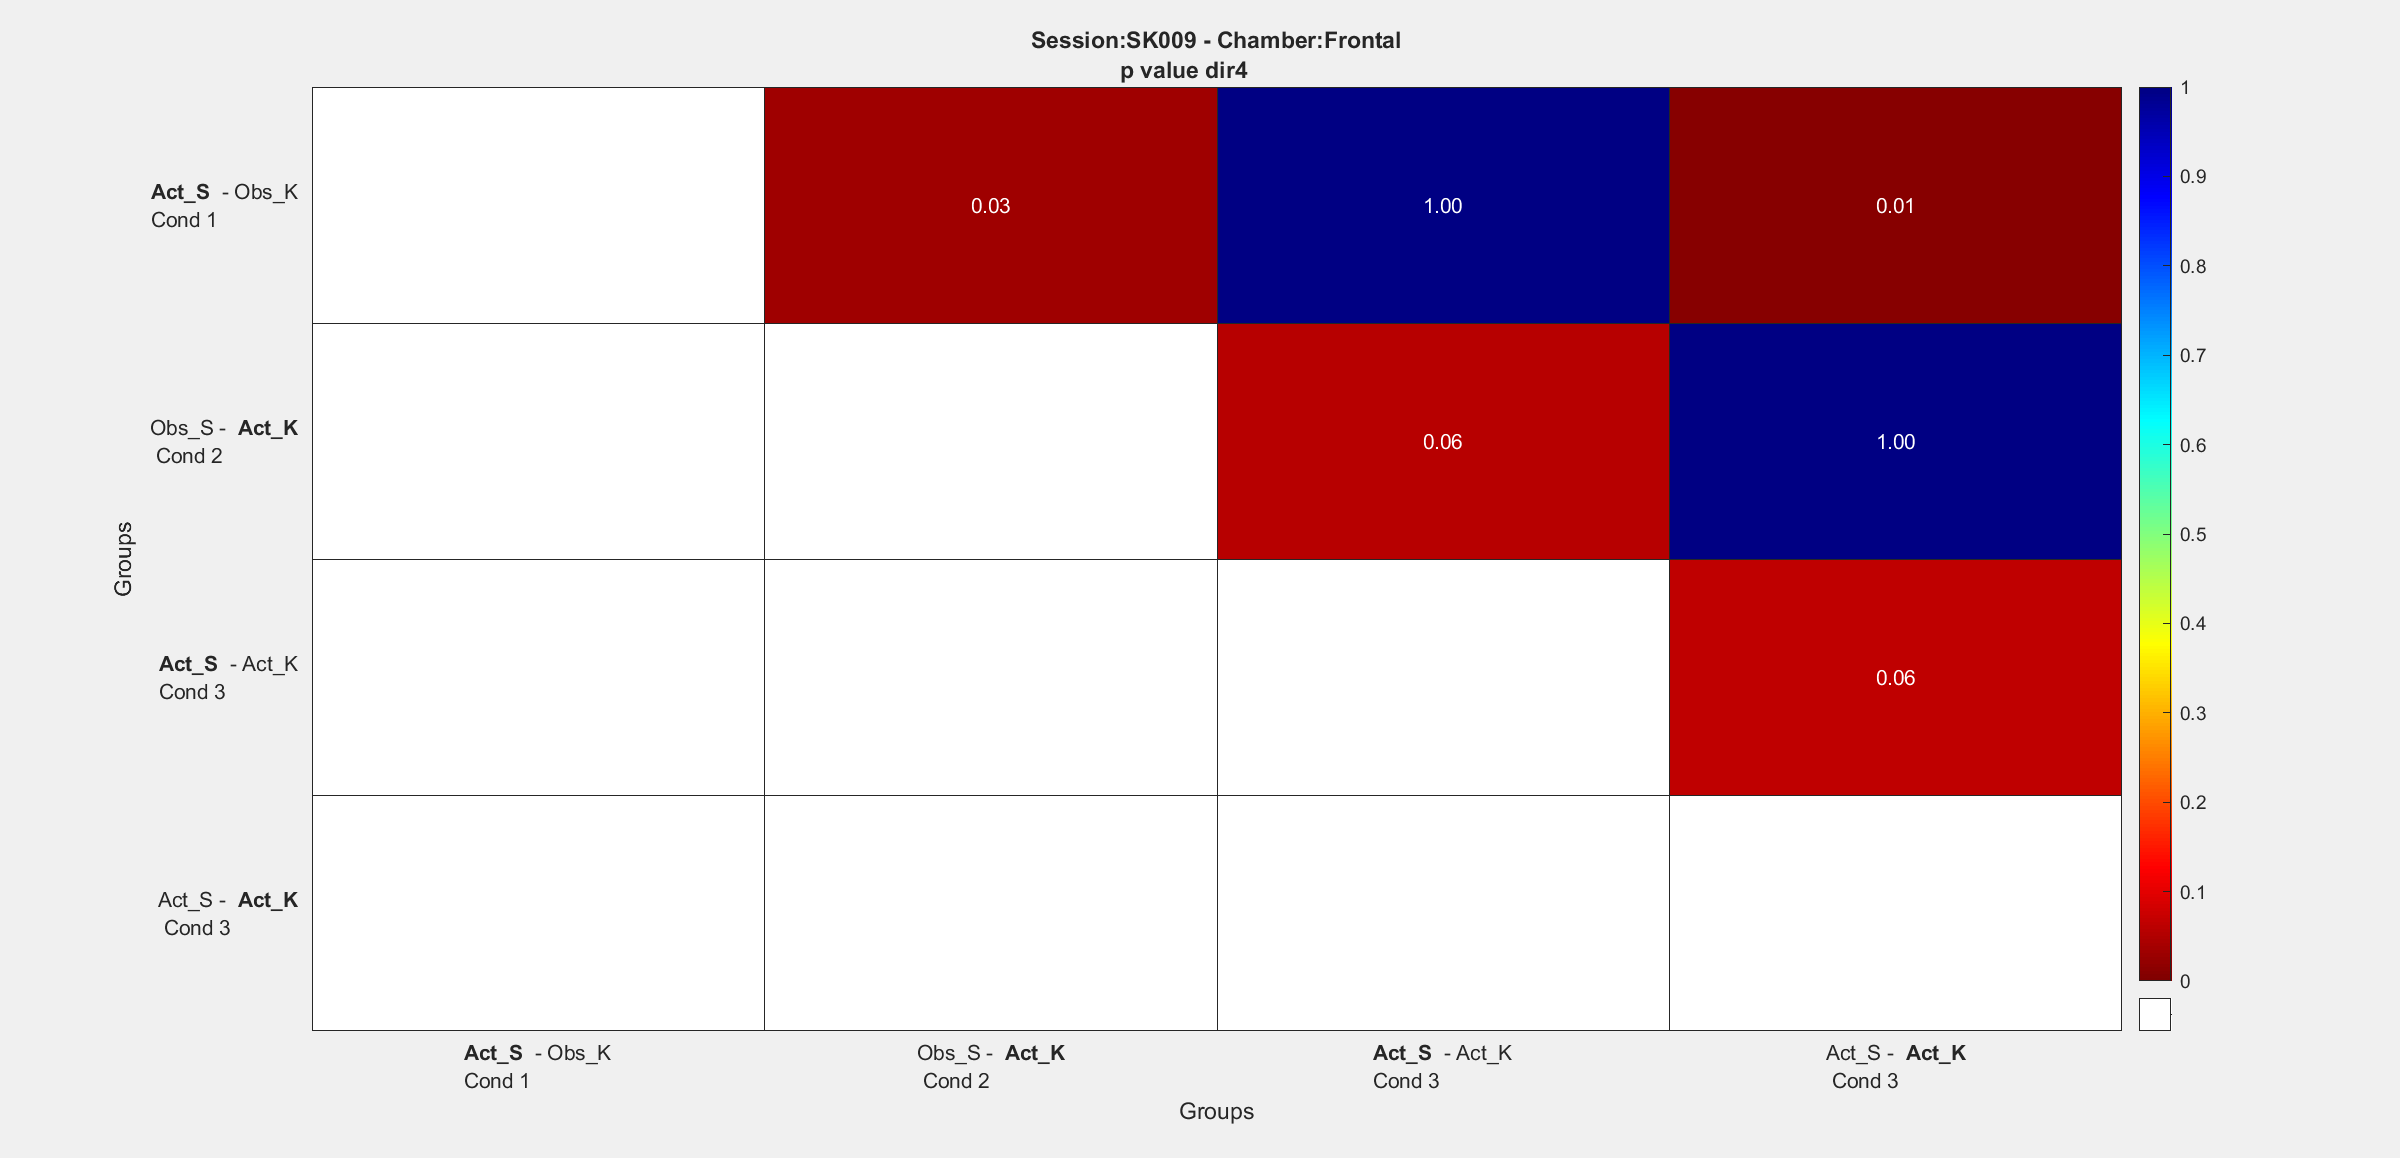 Session:SK009 - Chamber:Frontal
p value dir4
Act_S - Obs_K
Cond 1
0.03
1.00
0.01
Obs_S - Act_K
Cond 2
0.06
1.00
Act_S - Act_K
Cond 3
0.06
Act_S - Act_K
Cond 3
Groups
Act_S - Obs_K
Cond 1
Obs_S - Act_K
Cond 2
Act_S - Act_K
Cond 3
Act_S - Act_K
Cond 3
Groups
1
0.9
0.8
0.7
0.6
0.5
0.4
0.3
0.2
0.1
0